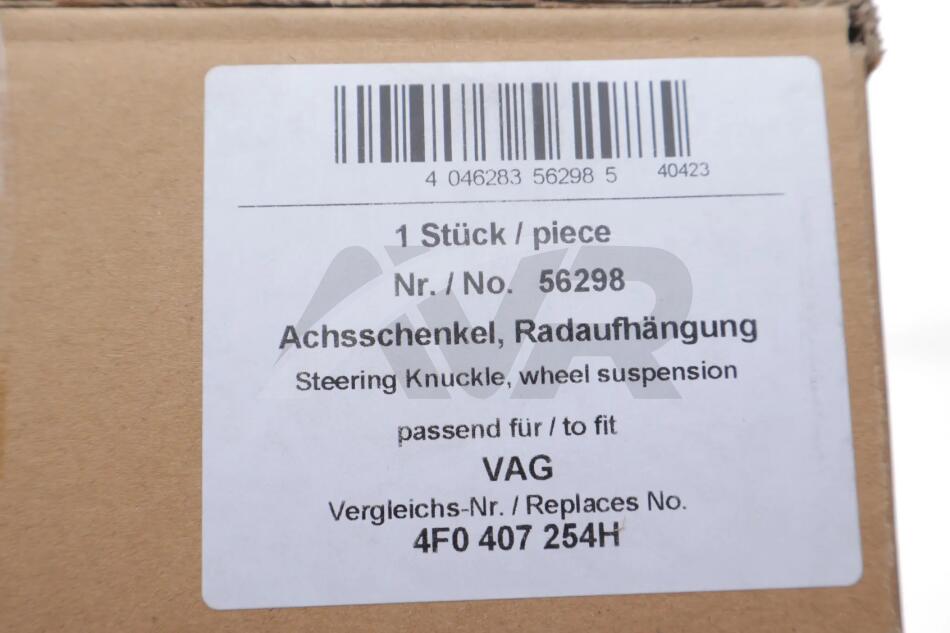 4 046283 56298 5 40423
1 Stück / piece
Nr. / No. 56298
Achsschenkel, Radaufhängung
Steering Knuckle, wheel suspension
passend für / to fit
VAG
Vergleichs-Nr. / Replaces No.
4F0 407 254H